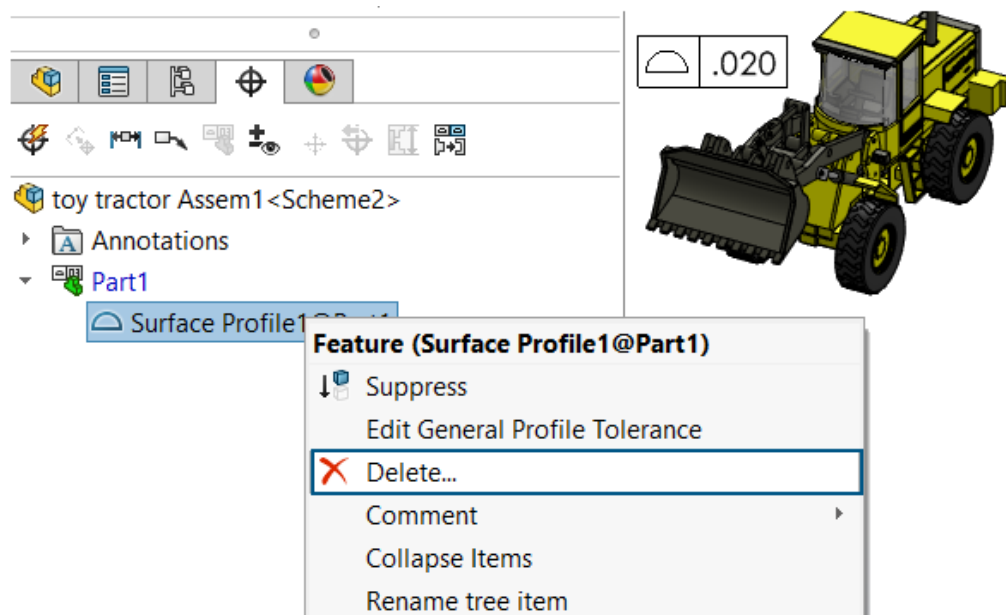 .020
toy tractor Assem1<Scheme2>
A Annotations
Part1
Surface Profile1@Part1
Feature (Surface Profile1@Part1)
Suppress
Edit General Profile Tolerance
Delete...
Comment
Collapse Items
Rename tree item